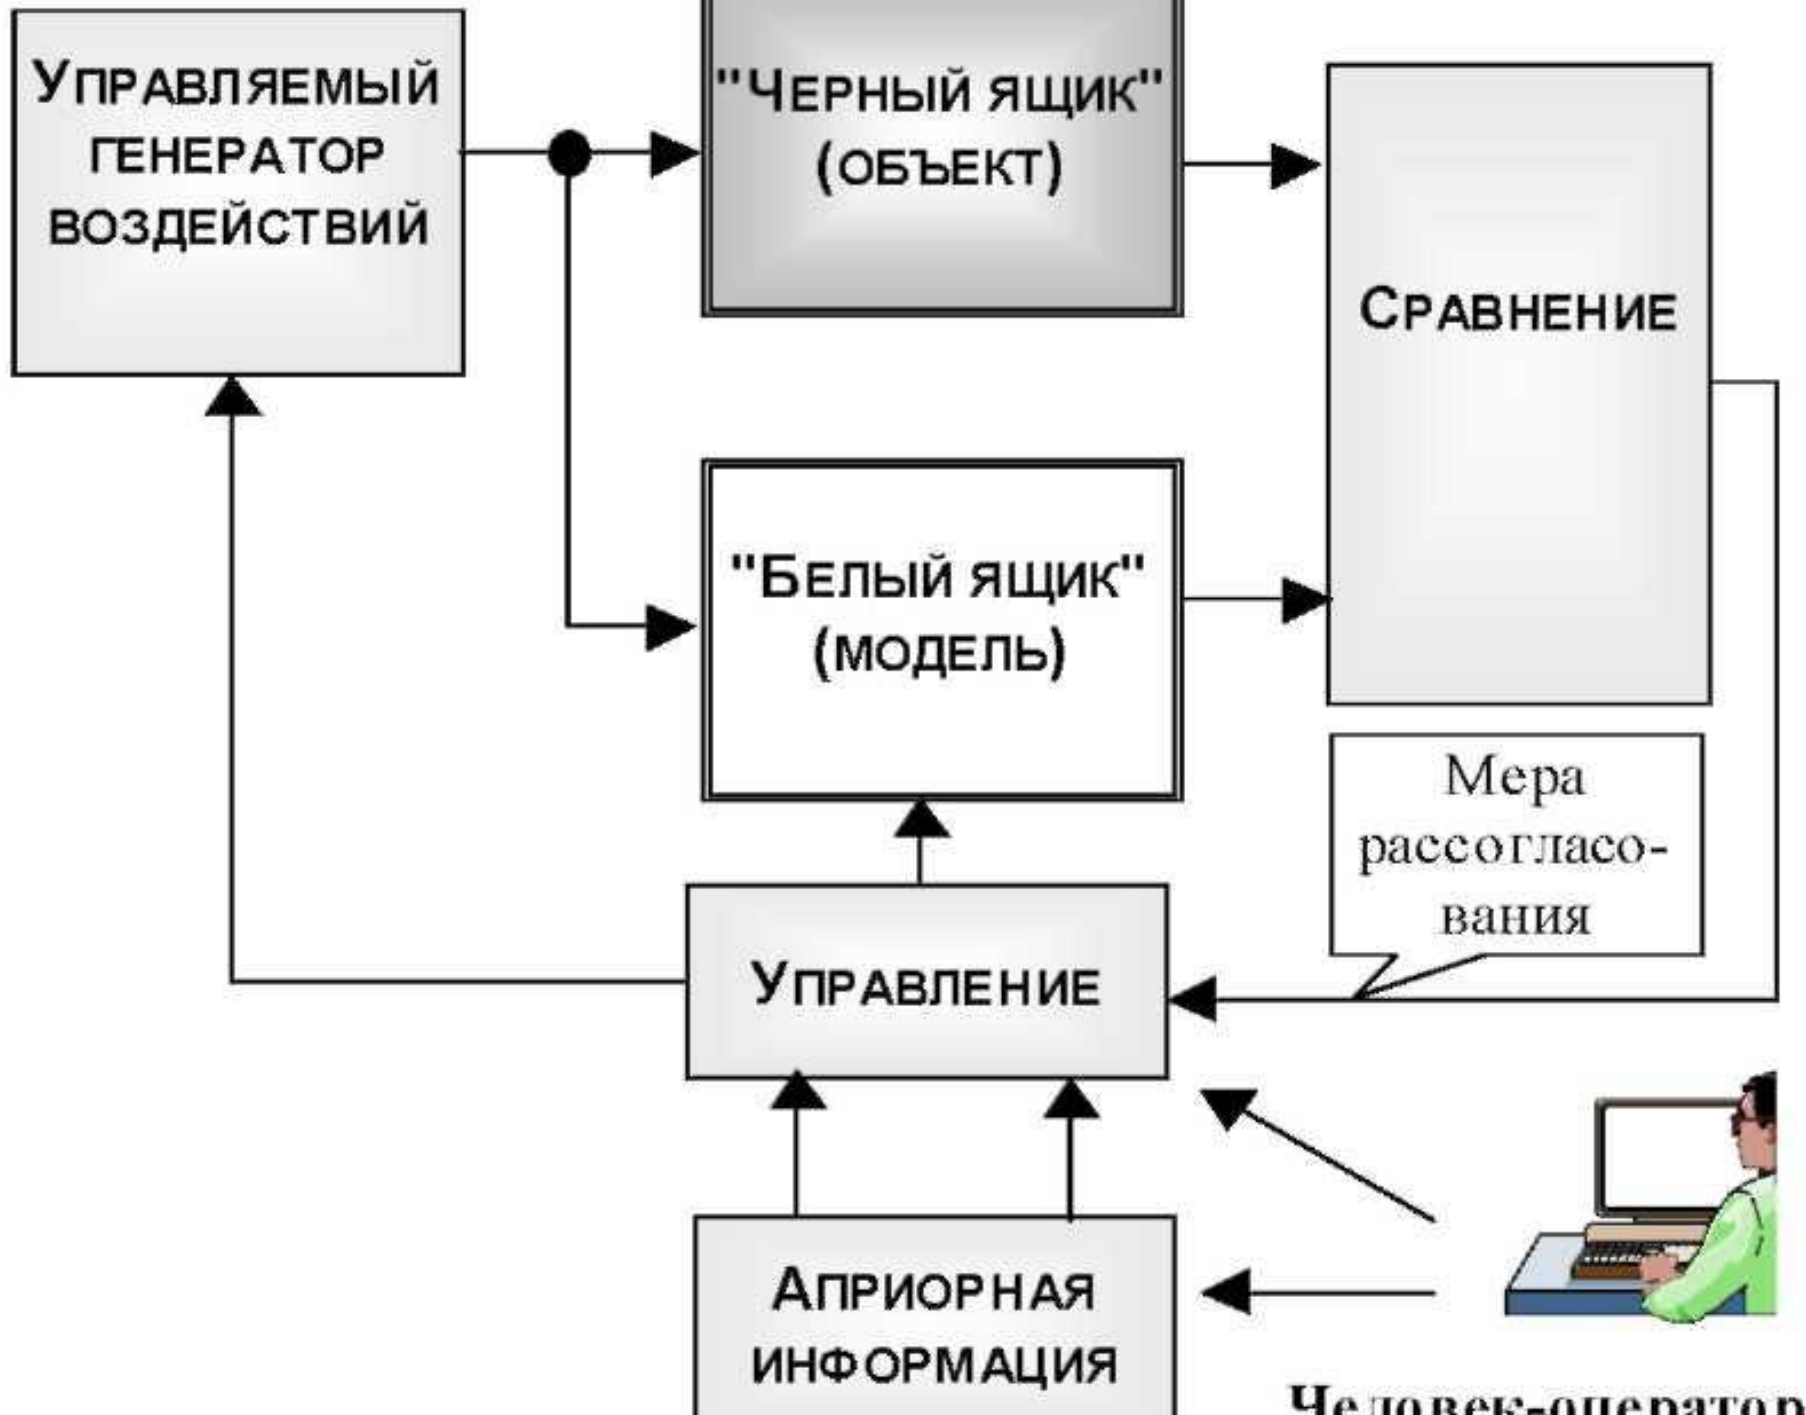 УПРАВЛЯЕМЫЙ
ГЕНЕРАТОР
ВОЗДЕЙСТВИЙ
"ЧЕРНЫЙ ЯЩИК"
(ОБЪЕКТ)
СРАВНЕНИЕ
"БЕЛЫЙ ЯЩИК"
(МОДЕЛЬ)
Мера
рассогласо-
вания
УПРАВЛЕНИЕ
АПРИОРНАЯ
ИНФОРМАЦИЯ
Человек-оператор